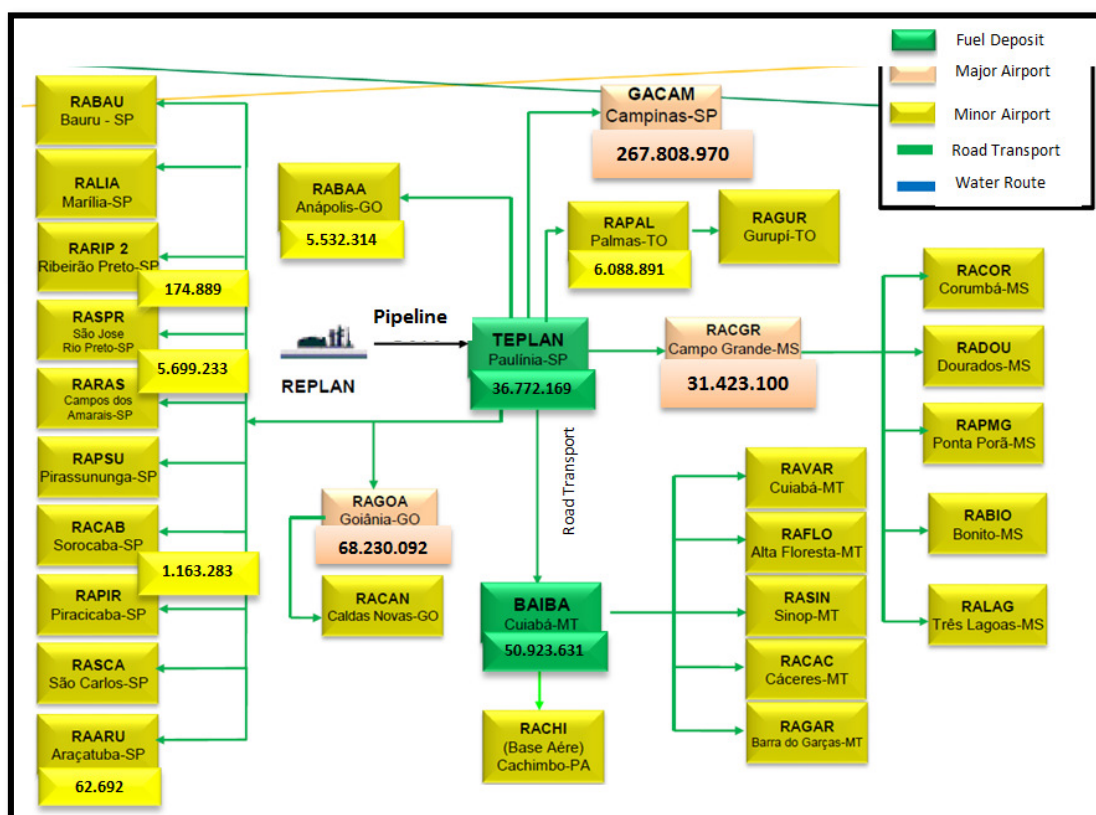 Fuel Deposit
Major Airport
Minor Airport
Road Transport
Water Route
RABAU
Bauru - SP
RALIA
Marília-SP
RARIP 2
Ribeirão Preto-SP
174.889
RASPR
São Jose
Rio Preto-SP
5.699.233
RARAS
Campos dos
Amarais-SP
RAPSU
Pirassununga-SP
RACAB
Sorocaba-SP
1.163.283
RAPIR
Piracicaba-SP
RASCA
São Carlos-SP
RAARU
Araçatuba-SP
62.692
RABAA
Anápolis-GO
5.532.314
Pipeline
REPLAN
GACAM
Campinas-SP
267.808.970
RAPAL
Palmas-TO
6.088.891
RAGUR
Gurupí-TO
TEPLAN
Paulínia-SP
36.772.169
RACGR
Campo Grande-MS
31.423.100
RACOR
Corumbá-MS
RADOU
Dourados-MS
RAPMG
Ponta Porã-MS
RABIO
Bonito-MS
RALAG
Três Lagoas-MS
Road Transport
RAGOA
Goiânia-GO
68.230.092
RACAN
Caldas Novas-GO
BAIBA
Cuiabá-MT
50.923.631
RACHI
(Base Aére)
Cachimbo-PA
RAVAR
Cuiabá-MT
RAFLO
Alta Floresta-MT
RASIN
Sinop-MT
RACAC
Cáceres-MT
RAGAR
Barra do Garças-MT